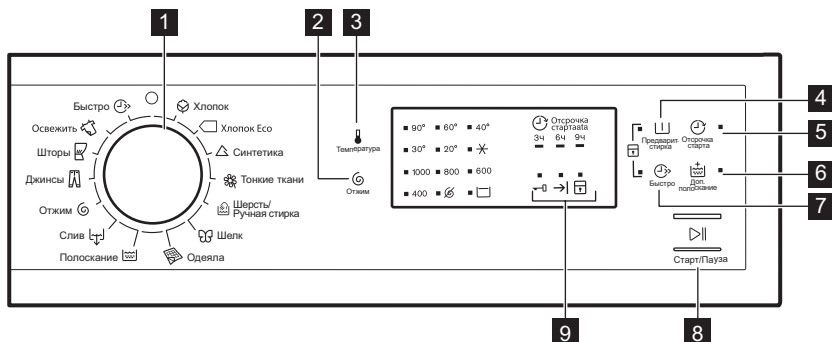 1
2
3
4
5
6
7
8
9
Быстро
Освежить
Шторы
Джинсы
Отжим
Слив
Полоскание
Хлопок
Хлопок Eco
Синтетика
Тонкие ткани
Шерсть/
Ручная стирка
Шелк
Одеяла
Температура
Отжим
90° 60° 40°
30° 20°
1000 800 600
400
Отсрочка
стартаata
3ч 6ч 9ч
Предварит.
стирка
Отсрочка
старта
Быстро
Доп.
полоскание
Старт/Пауза